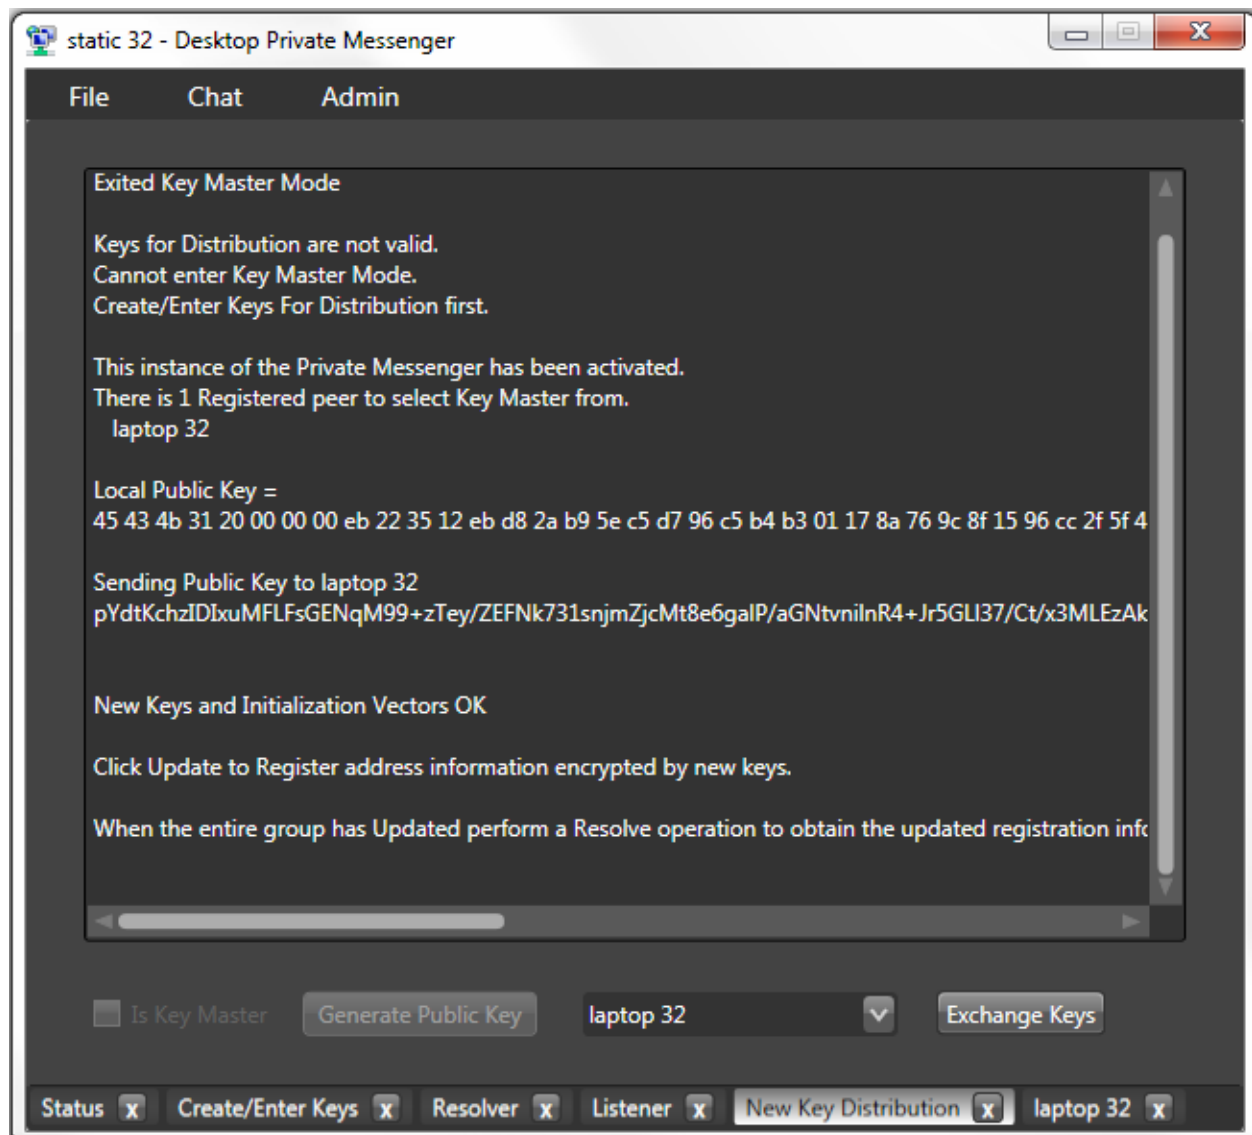 static 32 - Desktop Private Messenger
File Chat Admin
Exited Key Master Mode
Keys for Distribution are not valid.
Cannot enter Key Master Mode.
Create/Enter Keys For Distribution first.
This instance of the Private Messenger has been activated.
There is 1 Registered peer to select Key Master from.
laptop 32
Local Public Key =
45 43 4b 31 20 00 00 00 eb 22 35 12 eb d8 2a b9 5e c5 d7 96 c5 b4 b3 01 17 8a 76 9c 8f 15 96 cc 2f 5f 4
Sending Public Key to laptop 32
pYdtKchzIDIxuMFLFsGENqM99+zTey/ZEFNk731snjmZjcMt8e6galP/aGNtvnilnR4+Jr5GLI37/Ct/x3MLEzAk
New Keys and Initialization Vectors OK
Click Update to Register address information encrypted by new keys.
When the entire group has Updated perform a Resolve operation to obtain the updated registration info
Is Key Master Generate Public Key laptop 32 Exchange Keys
Status x Create/Enter Keys x Resolver x Listener x New Key Distribution x laptop 32 x